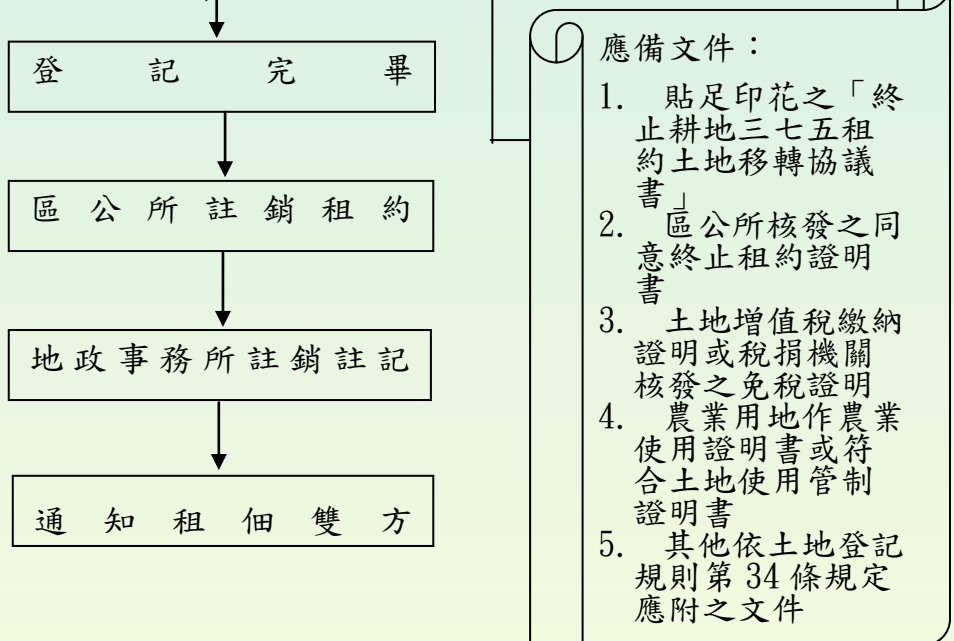 登記完畢
區公所註銷租約
地政事務所註銷註記
通知租佃雙方
應備文件：
1. 貼足印花之「終
止耕地三七五租
約土地移轉協議
書」
2. 區公所核發之同
意終止租約證明
書
3. 土地增值稅繳納
證明或稅捐機關
核發之免稅證明
4. 農業用地作農業
使用證明書或符
合土地使用管制
證明書
5. 其他依土地登記
規則第 34 條規定
應附之文件